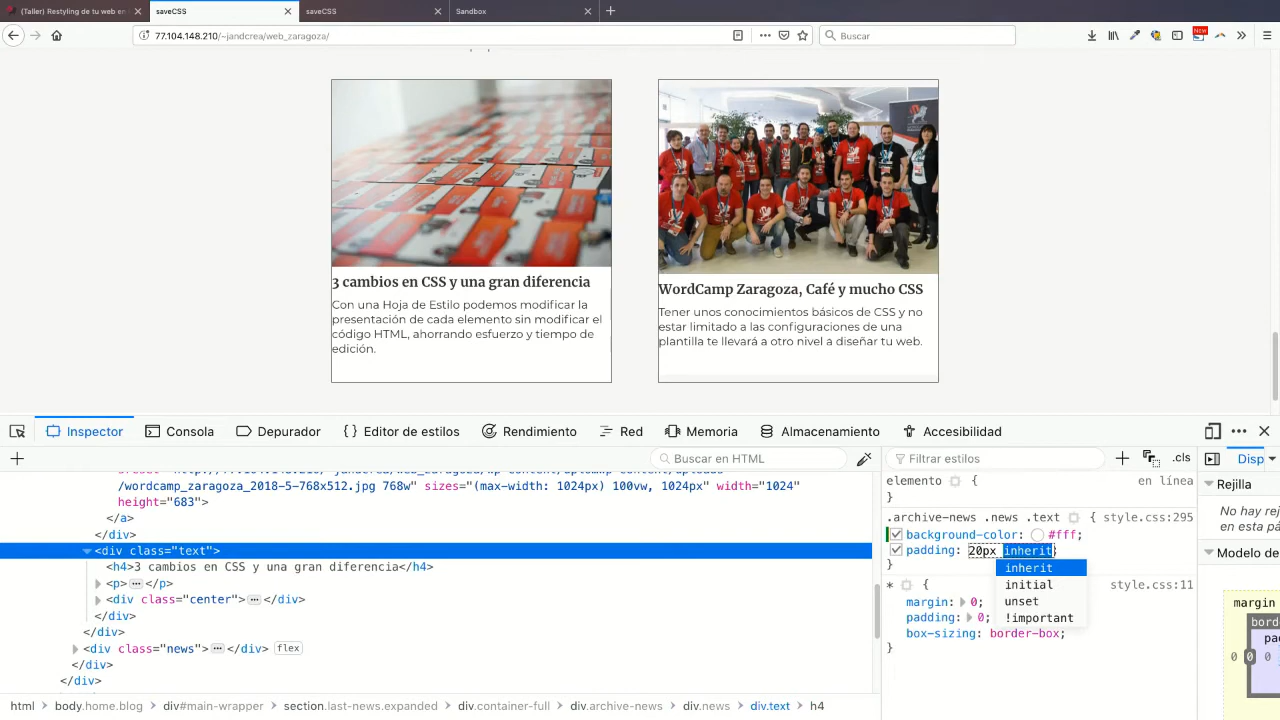 (Taller) Restyling de tu web en
saveCSS
saveCSS
Sandbox
77.104.148.210/~jandcrea/web_zaragoza/
Buscar
New
3 cambios en CSS y una gran diferencia
Con una Hoja de Estilo podemos modificar la
presentación de cada elemento sin modificar el
código HTML, ahorrando esfuerzo y tiempo de
edición.
WordCamp Zaragoza, Café y mucho CSS
Tener unos conocimientos básicos de CSS y no
estar limitado a las configuraciones de una
plantilla te llevará a otro nivel a diseñar tu web.
Inspector
Consola
Depurador
{ } Editor de estilos
Rendimiento
Red
Memoria
Almacenamiento
Accesibilidad
Buscar en HTML
/wordcamp_zaragoza_2018-5-768x512.jpg 768w" sizes="(max-width: 1024px) 100vw, 1024px" width="1024"
height="683">
</a>
</div>
<div class="text">
<h4>3 cambios en CSS y una gran diferencia</h4>
<p> </p>
<div class="center"> </div>
</div>
</div>
<div class="news"> </div> flex
</div>
</div>
html
body.home.blog
div#main-wrapper
section.last-news.expanded
div.container-full
div.archive-news
div.news
div.text
h4
Filtrar estilos
.cls
elemento { en línea
}
.archive-news .news .text { style.css:295
background-color: #fff;
padding: 20px inherit;
}
inherit
initial
unset
!important
* { style.css:11
margin: 0;
padding: 0;
box-sizing: border-box;
}
Disp
Rejilla
No hay rej
en esta pá
Modelo de
margin
borde
pa
0 0 0